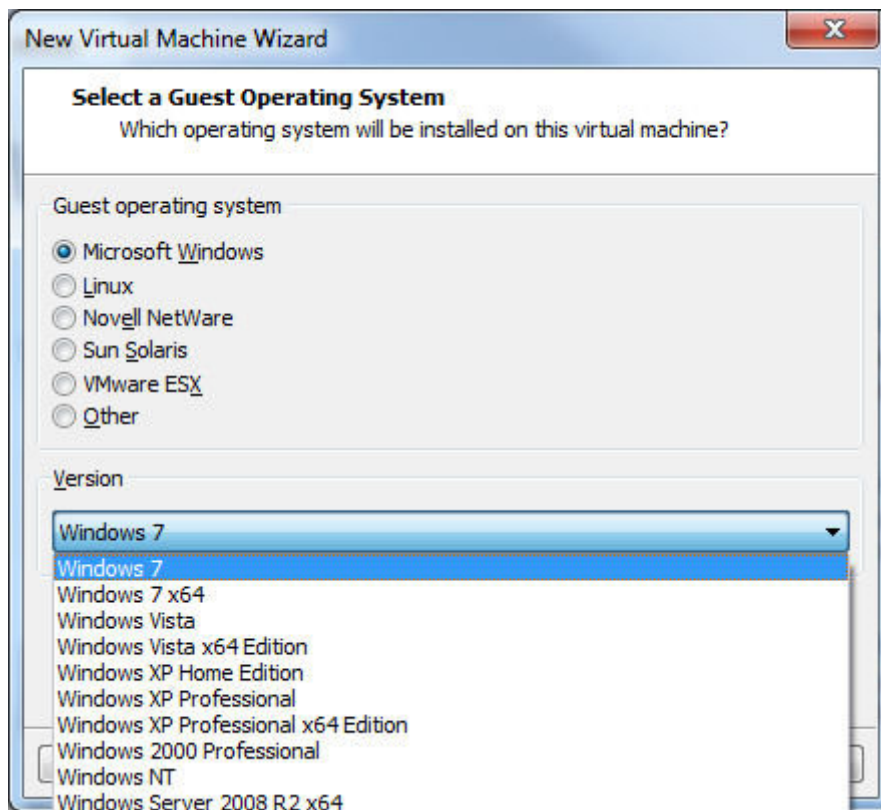 New Virtual Machine Wizard
Select a Guest Operating System
Which operating system will be installed on this virtual machine?
Guest operating system
Microsoft Windows
Linux
Novell NetWare
Sun Solaris
VMware ESX
Other
Version
Windows 7
Windows 7
Windows 7 x64
Windows Vista
Windows Vista x64 Edition
Windows XP Home Edition
Windows XP Professional
Windows XP Professional x64 Edition
Windows 2000 Professional
Windows NT
Windows Server 2008 R2 x64